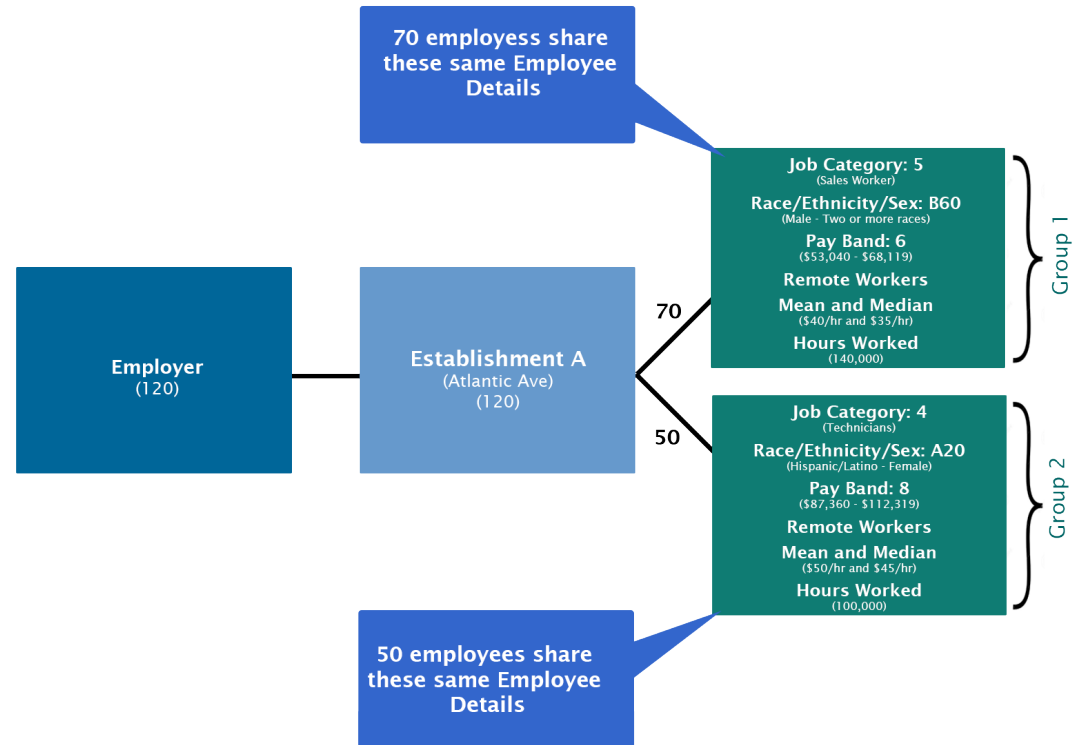 70 employess share
these same Employee
Details
Job Category: 5
(Sales Worker)
Race/Ethnicity/Sex: B60
(Male - Two or more races)
Pay Band: 6
($53,040 - $68,119)
Remote Workers
Mean and Median
($40/hr and $35/hr)
Hours Worked
(140,000)
Group 1
Employer
(120)
Establishment A
(Atlantic Ave)
(120)
70
50
Job Category: 4
(Technicians)
Race/Ethnicity/Sex: A20
(Hispanic/Latino - Female)
Pay Band: 8
($87,360 - $112,319)
Remote Workers
Mean and Median
($50/hr and $45/hr)
Hours Worked
(100,000)
Group 2
50 employees share
these same Employee
Details